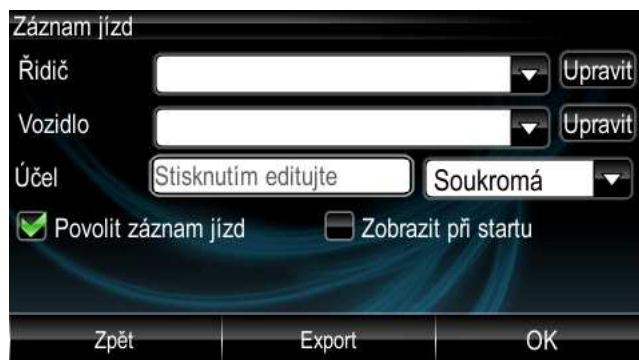 Záznam jízd
Řidič
Upravit
Vozidlo
Upravit
Účel Stisknutím editujte Soukromá
Povolit záznam jízd Zobrazit při startu
Zpět Export OK